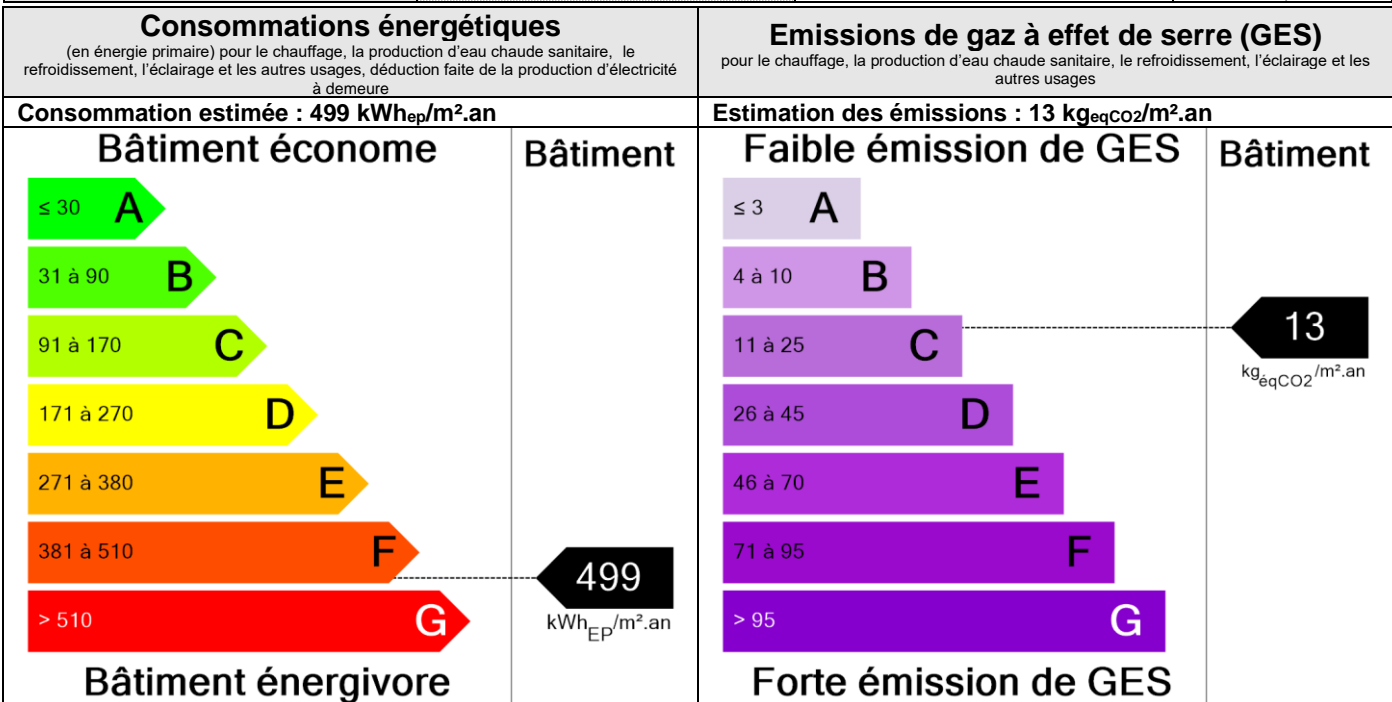 Consommations énergétiques
(en énergie primaire) pour le chauffage, la production d’eau chaude sanitaire, le
refroidissement, l’éclairage et les autres usages, déduction faite de la production d’électricité
à demeure
Consommation estimée : 499 kWhep/m².an
Bâtiment économe
Bâtiment
≤ 30 A
31 à 90 B
91 à 170 C
171 à 270 D
271 à 380 E
381 à 510 F
499
kWhEP/m².an
> 510 G
Bâtiment énergivore
Emissions de gaz à effet de serre (GES)
pour le chauffage, la production d’eau chaude sanitaire, le refroidissement, l’éclairage et les
autres usages
Estimation des émissions : 13 kgeqCO2/m².an
Faible émission de GES
Bâtiment
≤ 3 A
4 à 10 B
11 à 25 C
13
kgéqCO2/m².an
26 à 45 D
46 à 70 E
71 à 95 F
> 95 G
Forte émission de GES